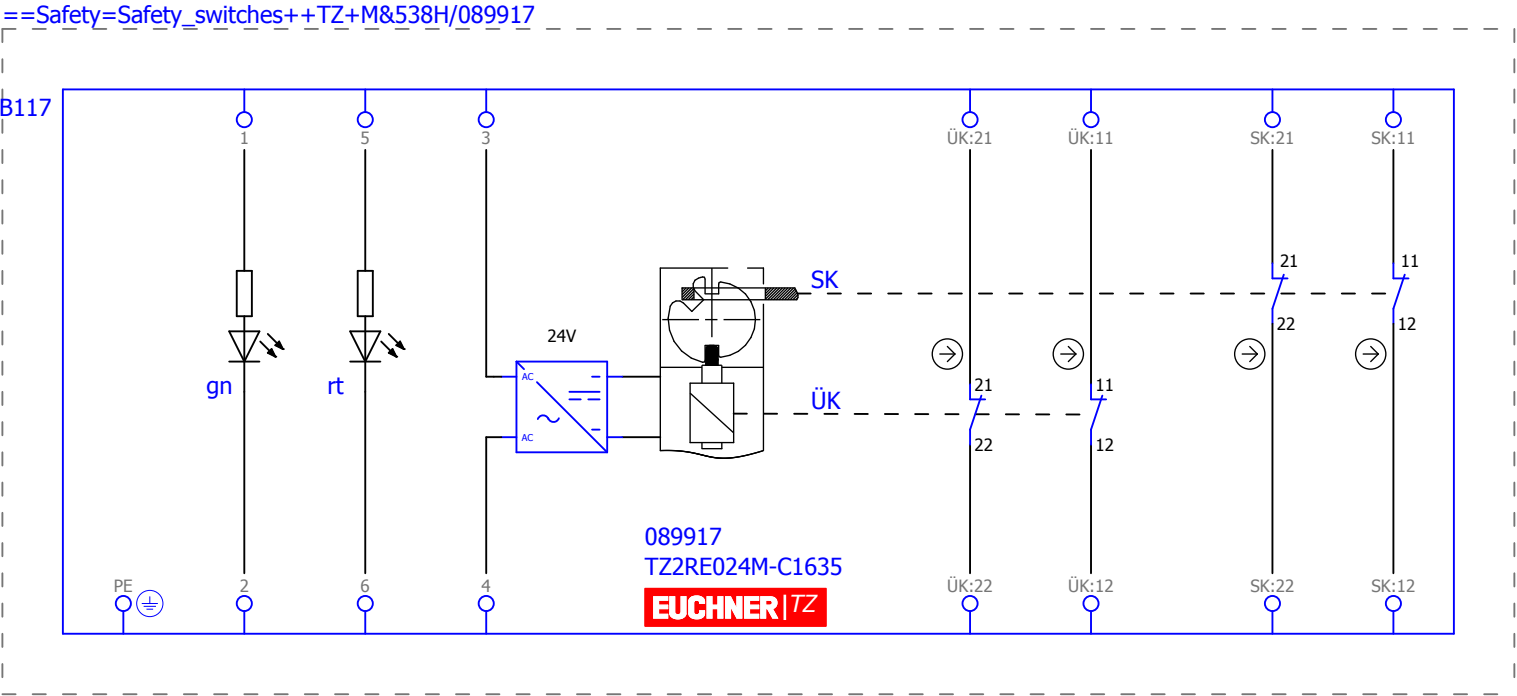 ==Safety=Safety_switches++TZ+M&538H/089917
B117
1 5 3 ÜK:21 ÜK:11 SK:21 SK:11
21 11
SK
22 12
24V
AC
gn rt
21 11
ÜK
AC
22 12
089917
TZ2RE024M-C1635
PE 2 6 4 ÜK:22 ÜK:12 SK:22 SK:12
EUCHNER|TZ